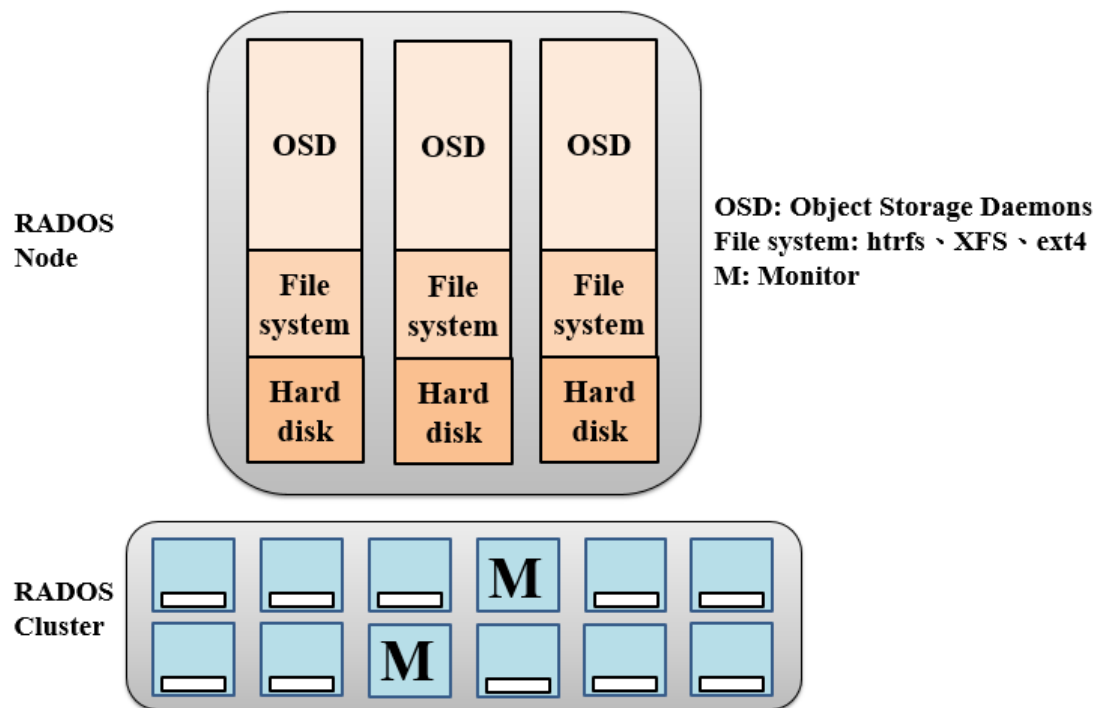 OSD
OSD
OSD
RADOS
Node
OSD: Object Storage Daemons
File system: htrfs、XFS、ext4
M: Monitor
File
system
File
system
File
system
Hard
disk
Hard
disk
Hard
disk
RADOS
Cluster
M
M